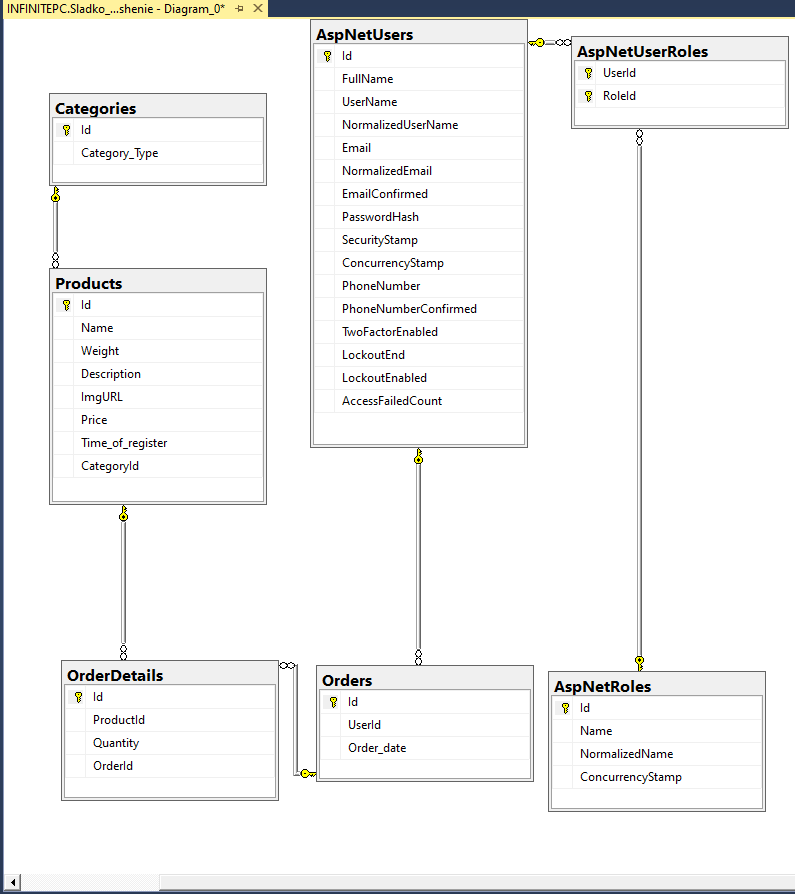 INFINITEPC.Sladko_...shenie - Diagram_0*
AspNetUsers
Id
FullName
UserName
NormalizedUserName
Email
NormalizedEmail
EmailConfirmed
PasswordHash
SecurityStamp
ConcurrencyStamp
PhoneNumber
PhoneNumberConfirmed
TwoFactorEnabled
LockoutEnd
LockoutEnabled
AccessFailedCount
AspNetUserRoles
UserId
RoleId
Categories
Id
Category_Type
Products
Id
Name
Weight
Description
ImgURL
Price
Time_of_register
CategoryId
OrderDetails
Id
ProductId
Quantity
OrderId
Orders
Id
UserId
Order_date
AspNetRoles
Id
Name
NormalizedName
ConcurrencyStamp